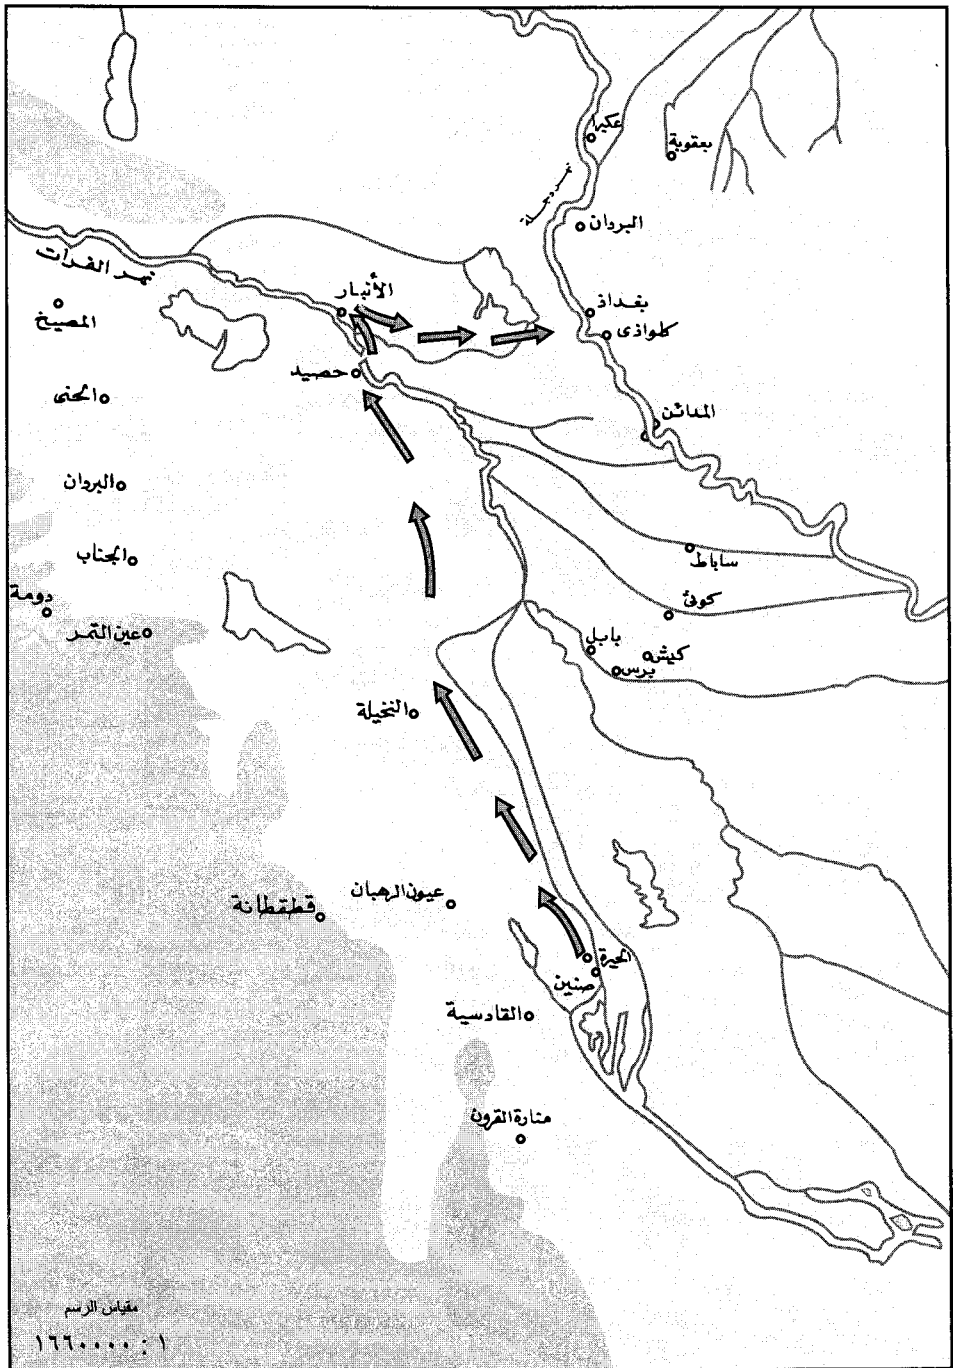 عكبرا
بعقوبة
نهر دجلة
البردان
نهر الفرات
الأنبار
بغداد
المصيخ
كلواذى
حصيد
الحنى
المدائن
البردان
الجناب
ساباط
دومة
كوثى
عين التمر
بابل
كيش
برس
النخيلة
عيون الرهبان
قطقطانة
الحيرة
صنين
القادسية
منارة القرون
مقياس الرسم
١ : ١٦٦٠٠٠٠